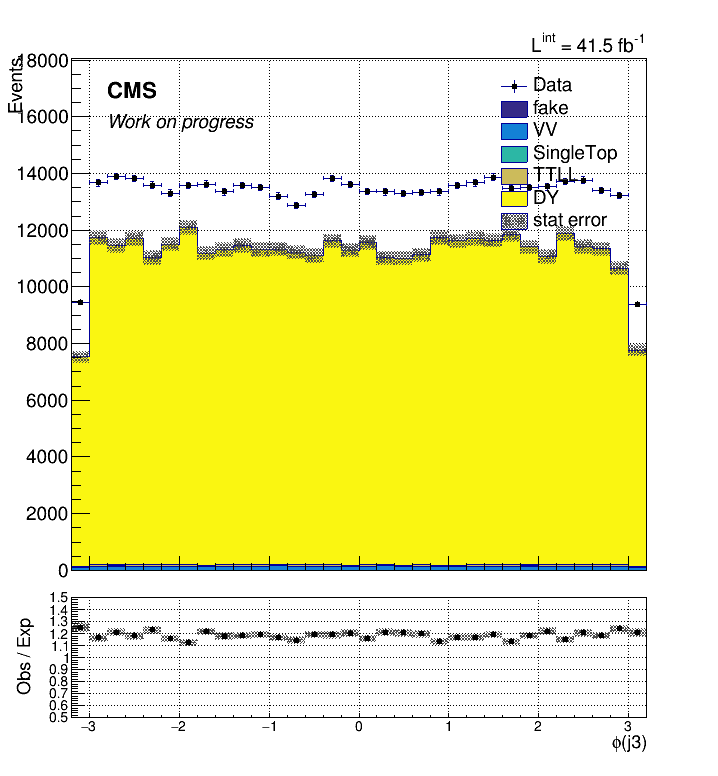 L^int = 41.5 fb^-1
Events
18000
16000
14000
12000
10000
8000
6000
4000
2000
0
CMS
Work on progress
Data
fake
VV
SingleTop
TTLL
DY
stat error
Obs / Exp
1.5
1.4
1.3
1.2
1.1
1
0.9
0.8
0.7
0.6
0.5
−3 −2 −1 0 1 2 3
ϕ(j3)